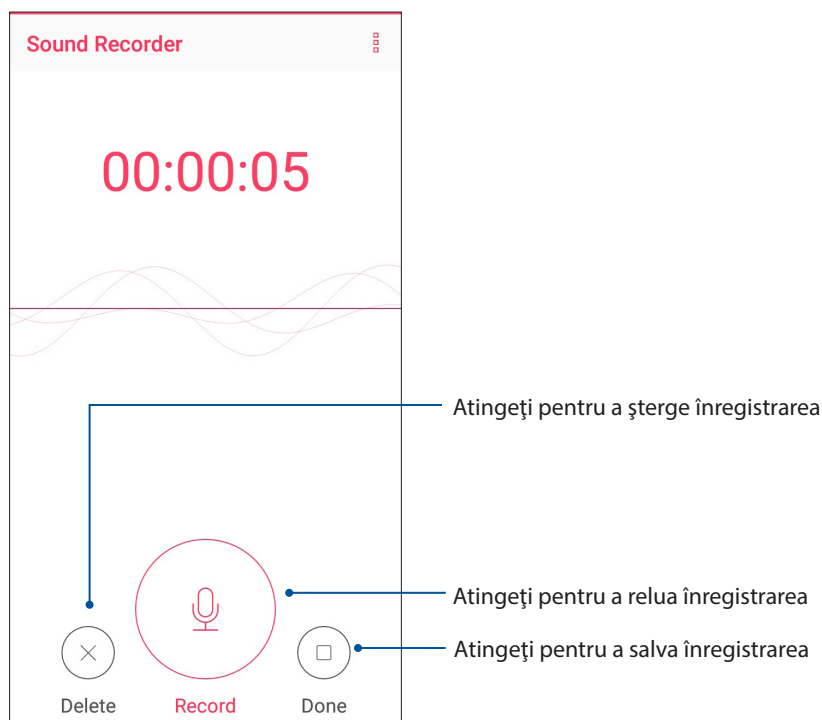 Sound Recorder
00:00:05
Atingeţi pentru a şterge înregistrarea
Atingeţi pentru a relua înregistrarea
Atingeţi pentru a salva înregistrarea
Delete Record Done